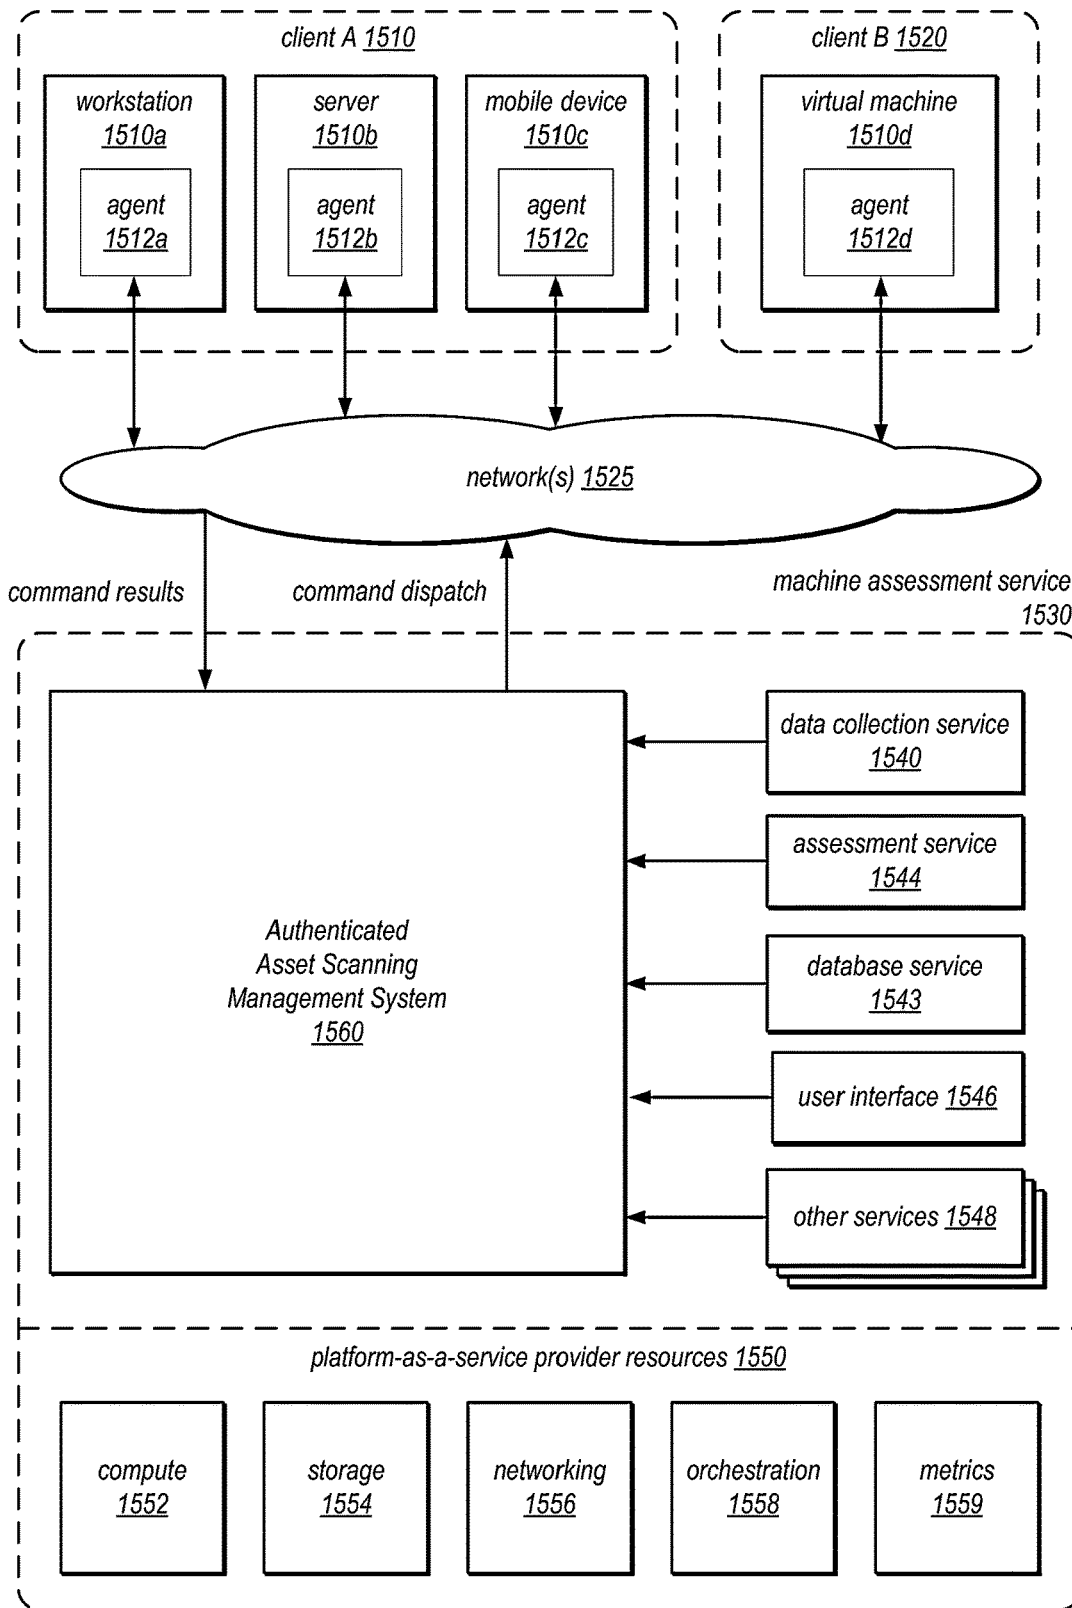 client A 1510
client B 1520
workstation
1510a
server
1510b
mobile device
1510c
virtual machine
1510d
agent
1512a
agent
1512b
agent
1512c
agent
1512d
network(s) 1525
command results
command dispatch
machine assessment service
1530
data collection service
1540
assessment service
1544
Authenticated
Asset Scanning
Management System
1560
database service
1543
user interface 1546
other services 1548
platform-as-a-service provider resources 1550
compute
1552
storage
1554
networking
1556
orchestration
1558
metrics
1559